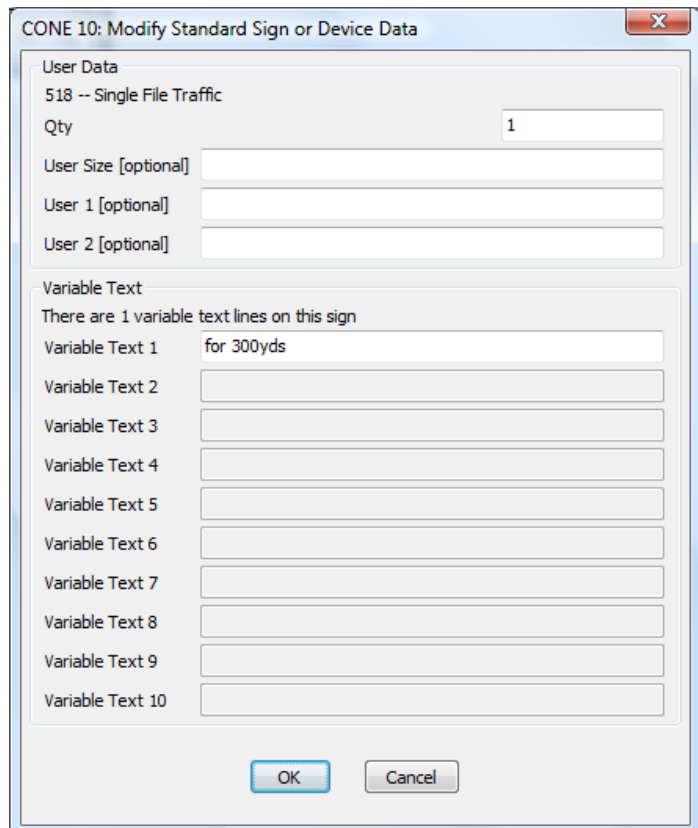 CONE 10: Modify Standard Sign or Device Data
User Data
518 -- Single File Traffic
Qty 1
User Size [optional]
User 1 [optional]
User 2 [optional]
Variable Text
There are 1 variable text lines on this sign
Variable Text 1 for 300yds
Variable Text 2
Variable Text 3
Variable Text 4
Variable Text 5
Variable Text 6
Variable Text 7
Variable Text 8
Variable Text 9
Variable Text 10
OK Cancel